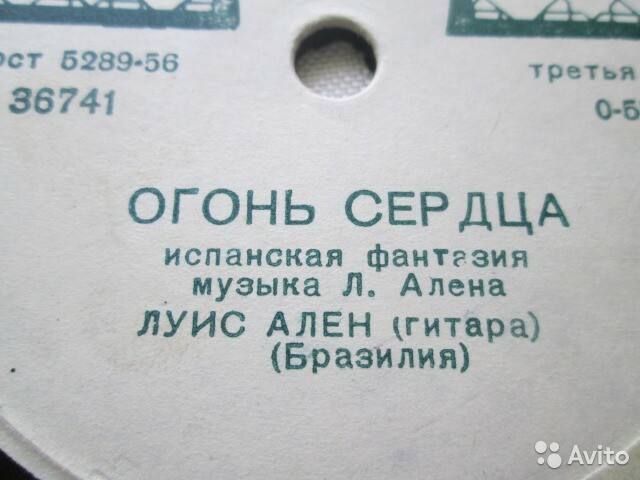 ост 5289-56
36741
третья
0-5
ОГОНЬ СЕРДЦА
испанская фантазия
музыка Л. Алена
ЛУИС АЛЕН (гитара)
(Бразилия)
Avito